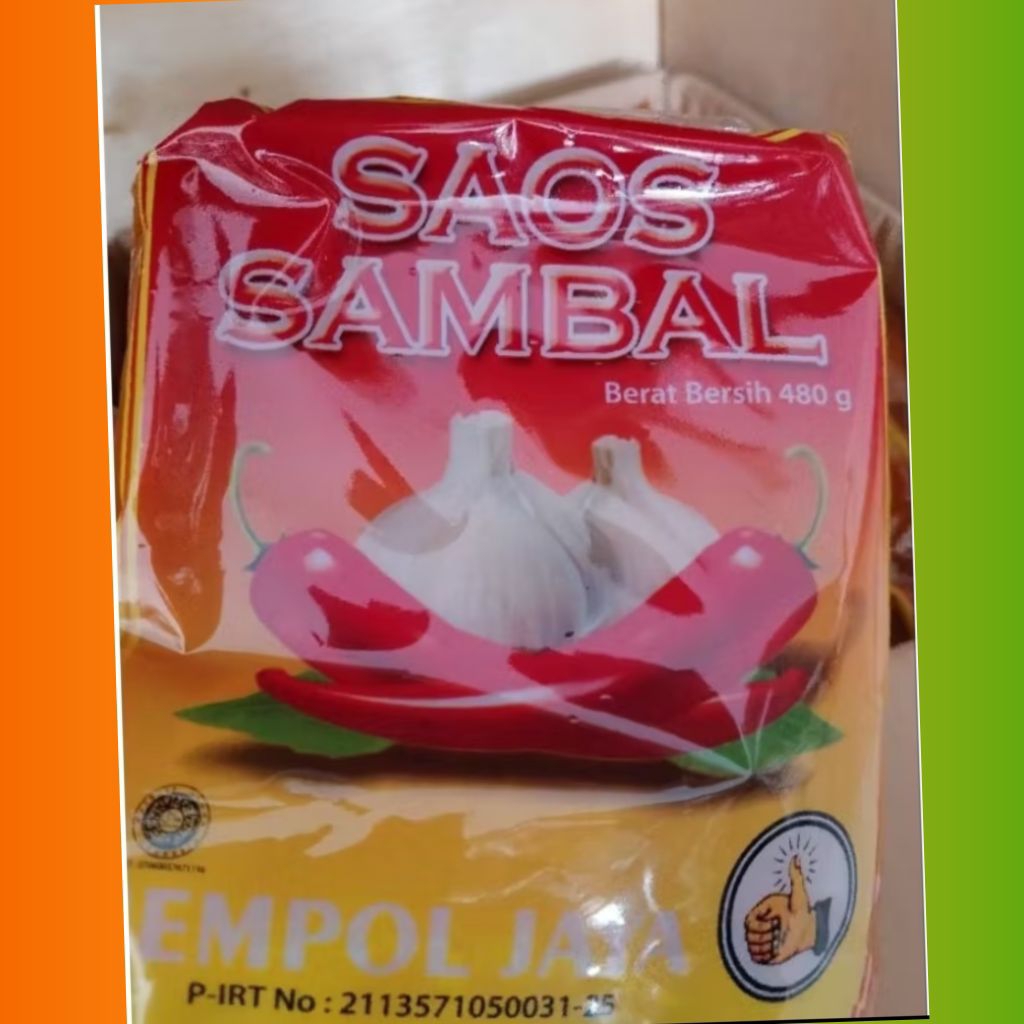 SAOS
SAMBAL
Berat Bersih 480 g
EMPOL JAYA
P-IRT No : 2113571050031-25